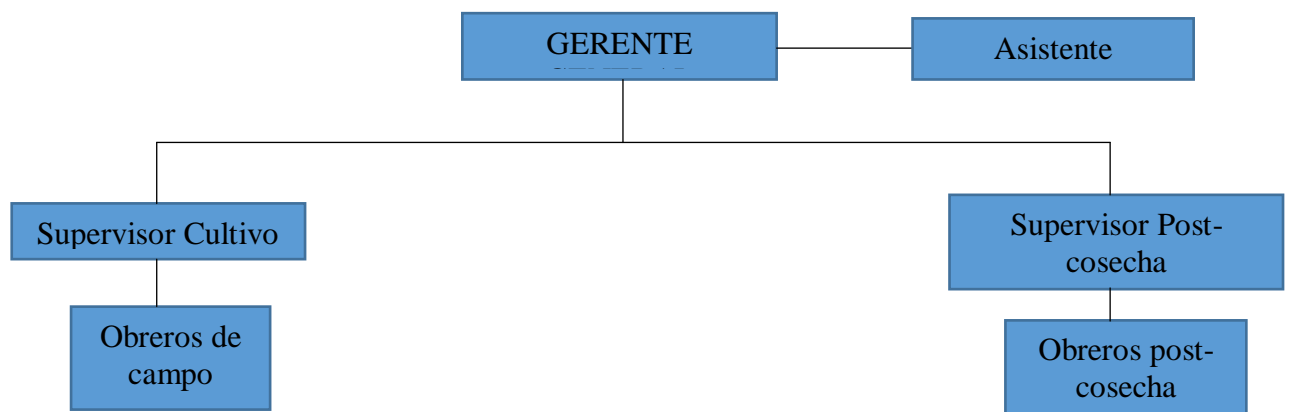 GERENTE
Asistente
Supervisor Cultivo
Supervisor Post-
cosecha
Obreros de
campo
Obreros post-
cosecha